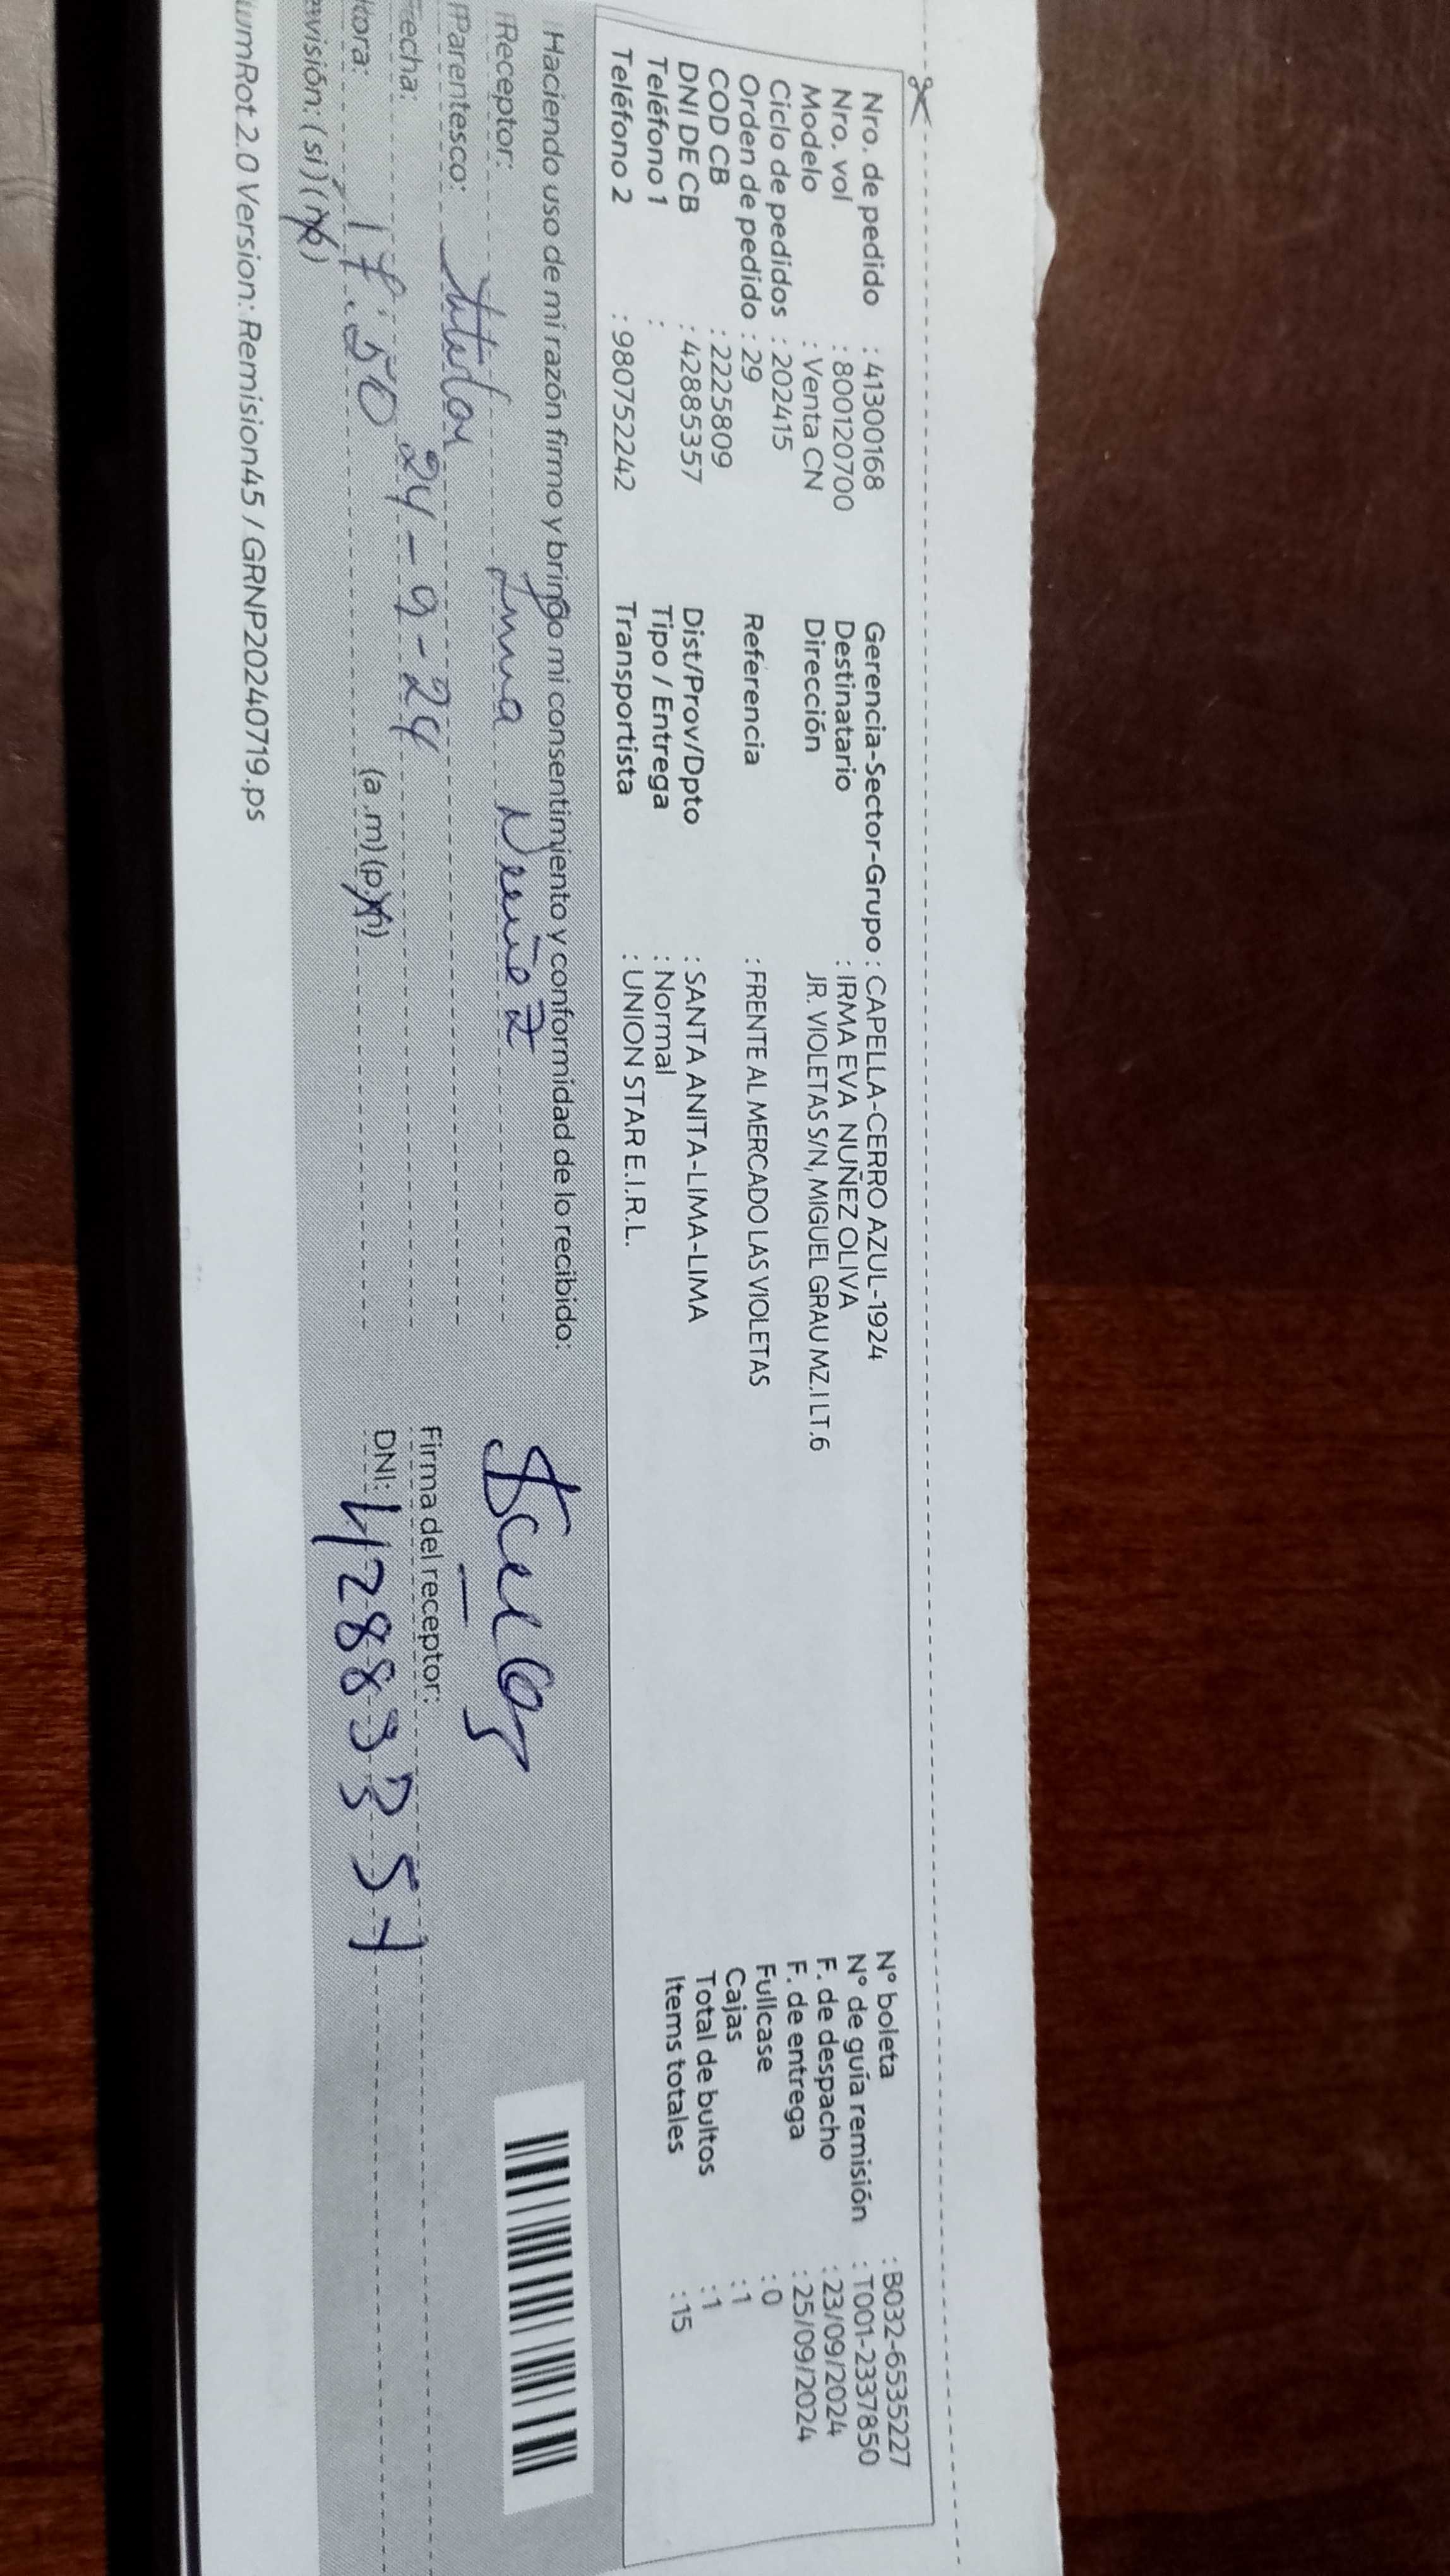 Nro. de pedido : 41300168 Gerencia-Sector-Grupo : CAPELLA-CERRO AZUL-1924 N° boleta : B032-6535227
Nro. vol : 800120700 Destinatario : IRMA EVA NUÑEZ OLIVA N° de guía remisión : T001-2337850
Modelo : Venta CN Dirección JR. VIOLETAS S/N, MIGUEL GRAU MZ.I LT.6 F. de despacho : 23/09/2024
Ciclo de pedidos : 202415 F. de entrega : 25/09/2024
Orden de pedido : 29 Referencia : FRENTE AL MERCADO LAS VIOLETAS Fullcase : 0
COD CB : 2225809 Cajas : 1
DNI DE CB : 42885357 Dist/Prov/Dpto : SANTA ANITA-LIMA-LIMA Total de bultos : 1
Teléfono 1 : Tipo / Entrega : Normal Items totales : 15
Teléfono 2 : 980752242 Transportista : UNION STAR E.I.R.L.
Haciendo uso de mi razón firmo y bringo mi consentimiento y conformidad de lo recibido:
Receptor: Irma Nuñez
Parentesco: titular
Fecha: 24-9-24 Firma del receptor:
Hora: 17:50 (a.m)(p.m) DNI:
evisión: (si) (no)
umRot 2.0 Version: Remision45 / GRNP20240719.ps